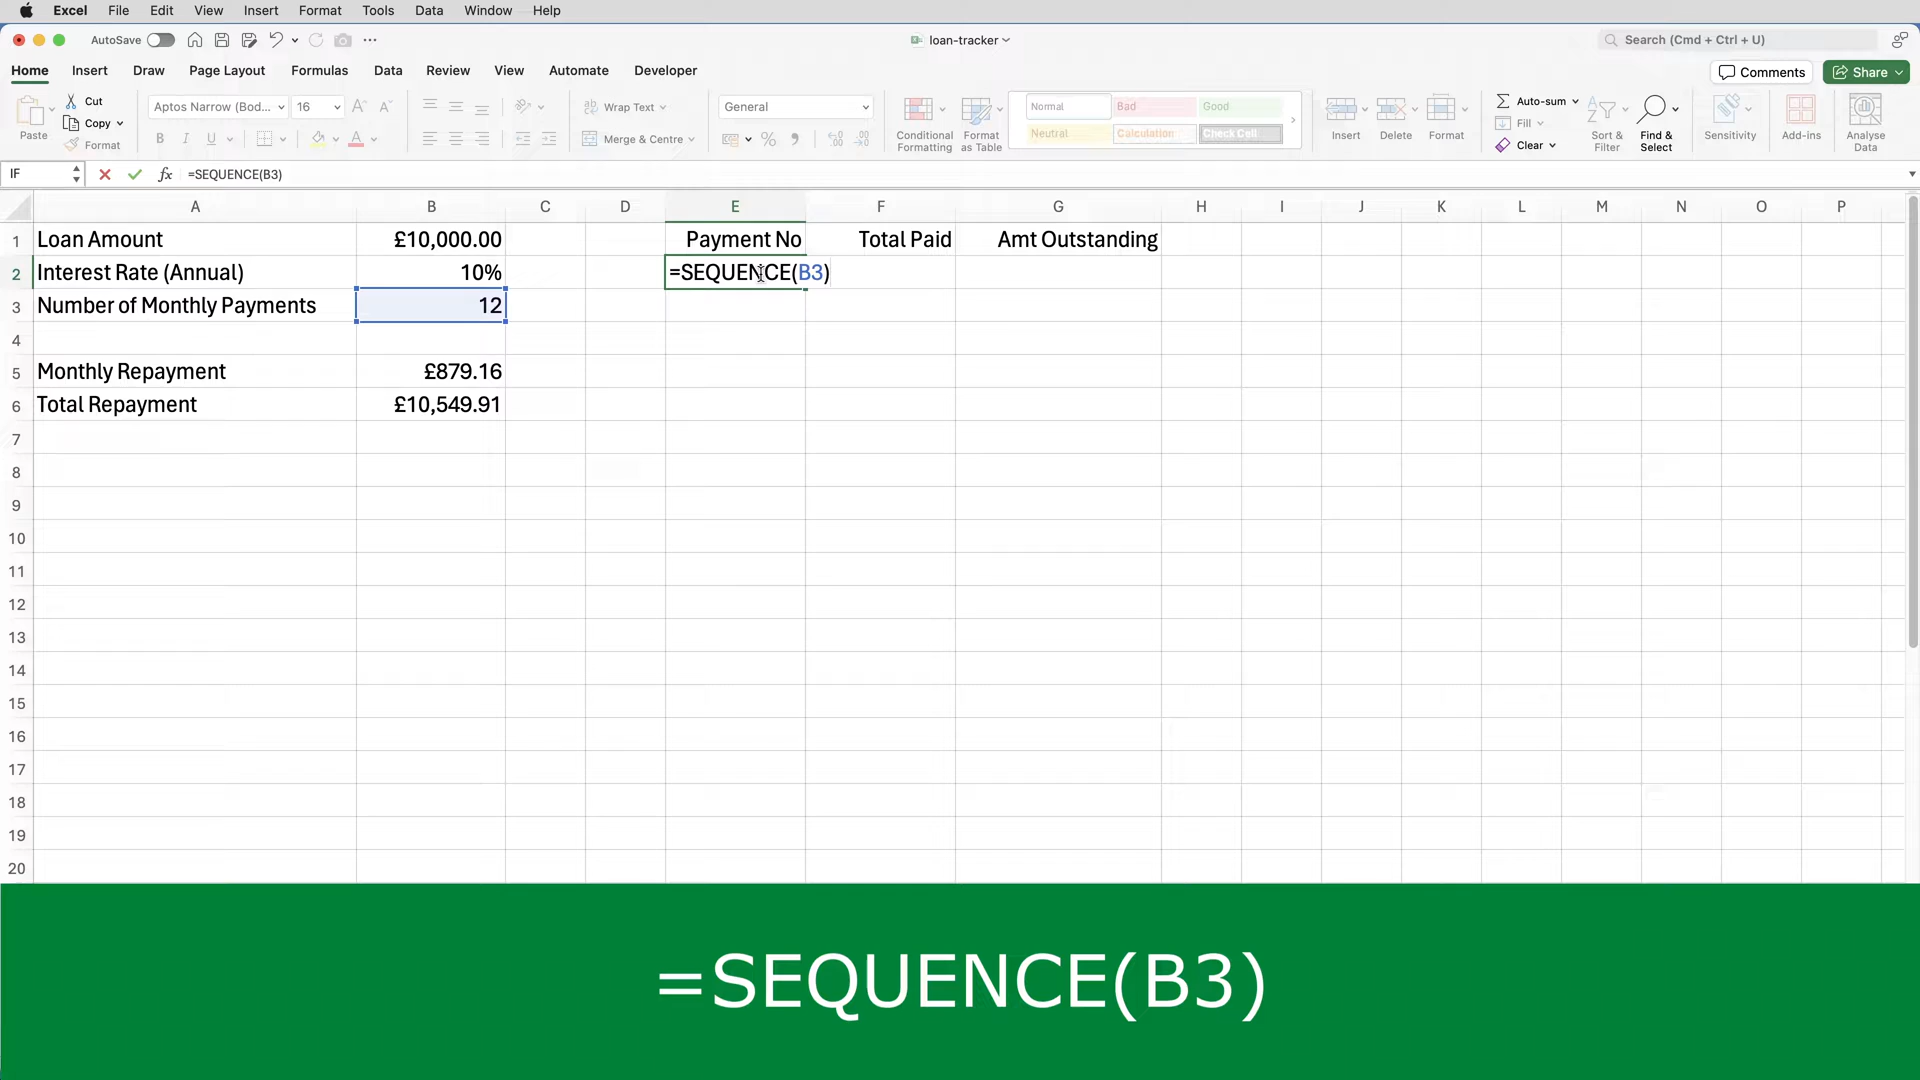 Excel File Edit View Insert Format Tools Data Window Help
AutoSave loan-tracker Search (Cmd + Ctrl + U)
Home Insert Draw Page Layout Formulas Data Review View Automate Developer Comments Share
Paste Cut Copy Format
Aptos Narrow (Bod... 16 A A
B I U A
ab Wrap Text
Merge & Centre
General
%
Conditional Formatting
Format as Table
Normal Bad Good
Neutral Calculation Check Cell
Insert Delete Format
Auto-sum
Fill
Clear
Sort & Filter
Find & Select
Sensitivity
Add-ins
Analyse Data
IF fx =SEQUENCE(B3)
A B C D E F G H I J K L M N O P
1 Loan Amount £10,000.00 Payment No Total Paid Amt Outstanding
2 Interest Rate (Annual) 10% =SEQUENCE(B3)
3 Number of Monthly Payments 12
4
5 Monthly Repayment £879.16
6 Total Repayment £10,549.91
7
8
9
10
11
12
13
14
15
16
17
18
19
20
=SEQUENCE(B3)